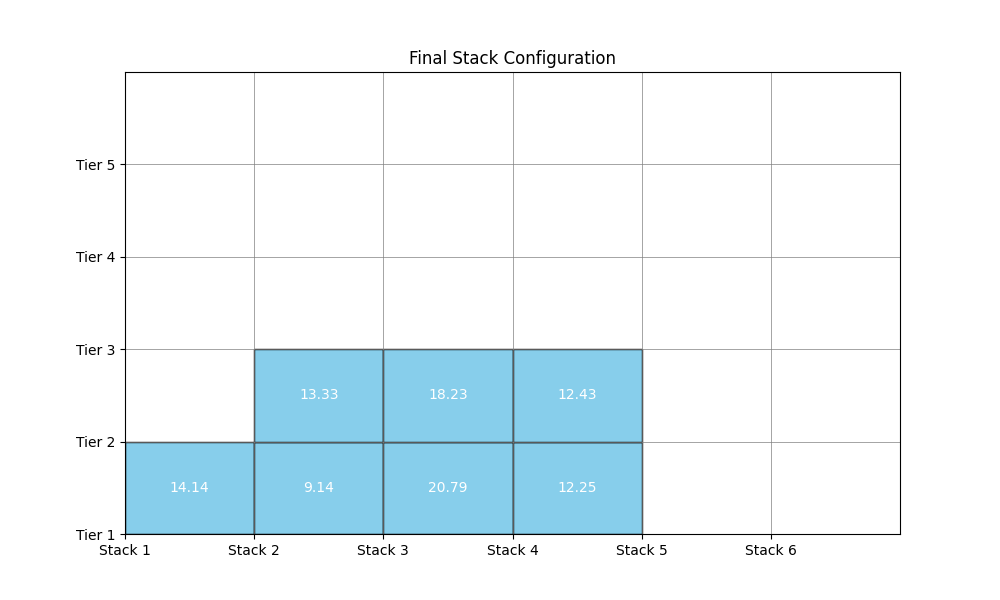 Final Stack Configuration
Tier 5
Tier 4
Tier 3
13.33 18.23 12.43
Tier 2
14.14 9.14 20.79 12.25
Tier 1
Stack 1 Stack 2 Stack 3 Stack 4 Stack 5 Stack 6